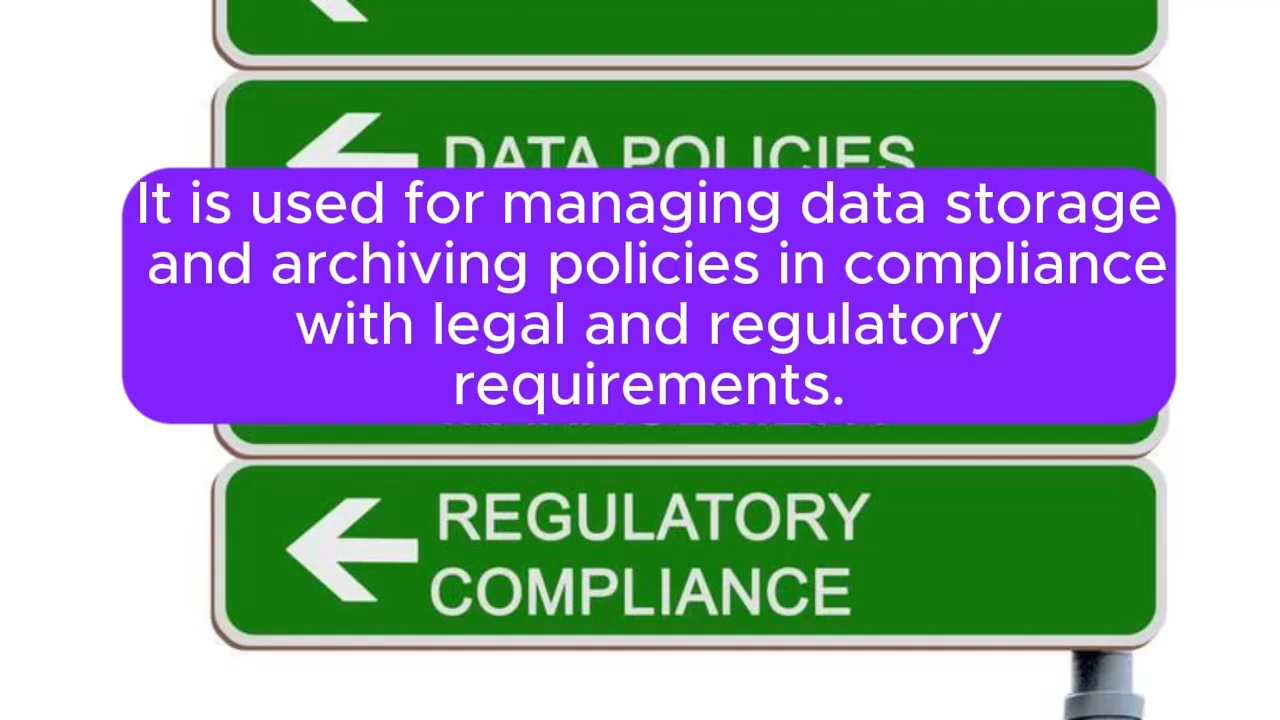 DATA POLICIES
It is used for managing data storage
and archiving policies in compliance
with legal and regulatory
requirements.
REGULATORY
COMPLIANCE